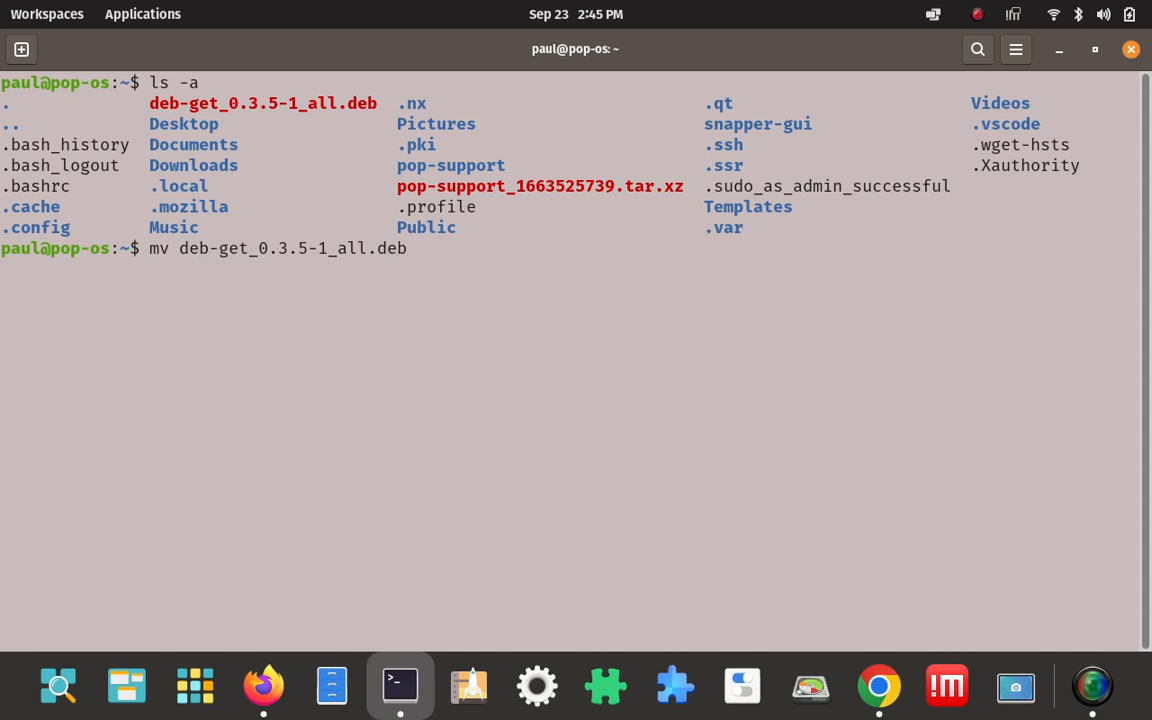 Workspaces Applications Sep 23 2:45 PM
paul@pop-os: ~
paul@pop-os:~$ ls -a
. deb-get_0.3.5-1_all.deb .nx .qt Videos
.. Desktop Pictures snapper-gui .vscode
.bash_history Documents .pki .ssh .wget-hsts
.bash_logout Downloads pop-support .ssr .Xauthority
.bashrc .local pop-support_1663525739.tar.xz .sudo_as_admin_successful
.cache .mozilla .profile Templates
.config Music Public .var
paul@pop-os:~$ mv deb-get_0.3.5-1_all.deb
>_ !M